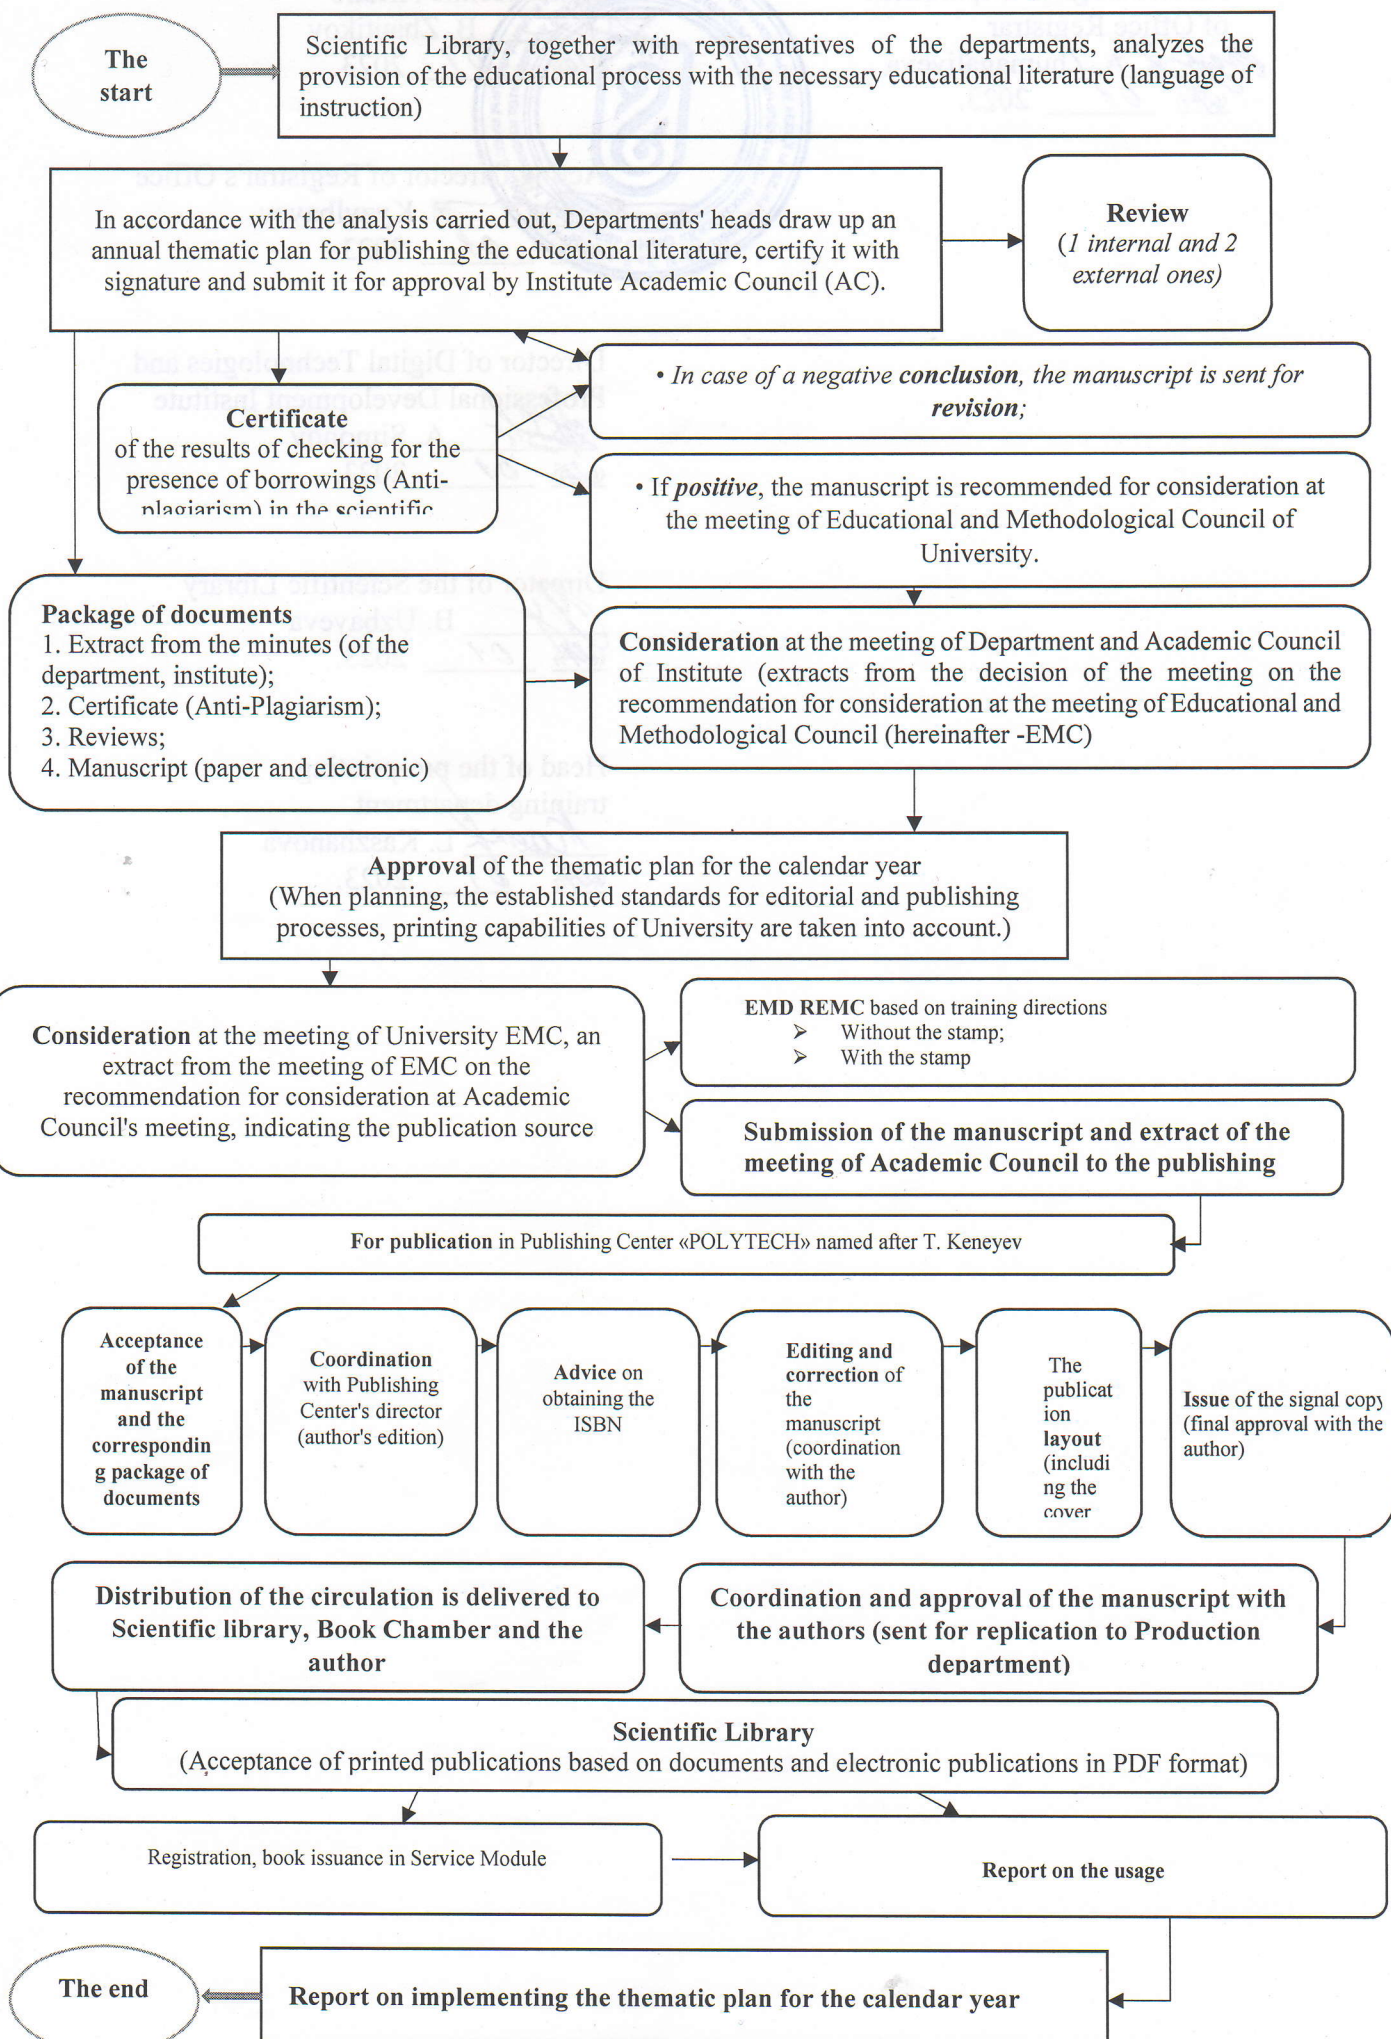 The
start
Scientific Library, together with representatives of the departments, analyzes the
provision of the educational process with the necessary educational literature (language of
instruction)
In accordance with the analysis carried out, Departments' heads draw up an
annual thematic plan for publishing the educational literature, certify it with
signature and submit it for approval by Institute Academic Council (AC).
Review
(1 internal and 2
external ones)
• In case of a negative conclusion, the manuscript is sent for
revision;
Certificate
of the results of checking for the
presence of borrowings (Anti-
plagiarism) in the scientific
• If positive, the manuscript is recommended for consideration at
the meeting of Educational and Methodological Council of
University.
Package of documents
1. Extract from the minutes (of the
department, institute);
2. Certificate (Anti-Plagiarism);
3. Reviews;
4. Manuscript (paper and electronic)
Consideration at the meeting of Department and Academic Council
of Institute (extracts from the decision of the meeting on the
recommendation for consideration at the meeting of Educational and
Methodological Council (hereinafter -EMC)
Approval of the thematic plan for the calendar year
(When planning, the established standards for editorial and publishing
processes, printing capabilities of University are taken into account.)
Consideration at the meeting of University EMC, an
extract from the meeting of EMC on the
recommendation for consideration at Academic
Council's meeting, indicating the publication source
EMD REMC based on training directions
➢ Without the stamp;
➢ With the stamp
Submission of the manuscript and extract of the
meeting of Academic Council to the publishing
For publication in Publishing Center «POLYTECH» named after T. Keneyev
Acceptance
of the
manuscript
and the
correspondin
g package of
documents
Coordination
with Publishing
Center's director
(author's edition)
Advice on
obtaining the
ISBN
Editing and
correction of
the
manuscript
(coordination
with the
author)
The
publicat
ion
layout
(includi
ng the
cover
Issue of the signal copy
(final approval with the
author)
Distribution of the circulation is delivered to
Scientific library, Book Chamber and the
author
Coordination and approval of the manuscript with
the authors (sent for replication to Production
department)
Scientific Library
(Acceptance of printed publications based on documents and electronic publications in PDF format)
Registration, book issuance in Service Module
Report on the usage
The end
Report on implementing the thematic plan for the calendar year